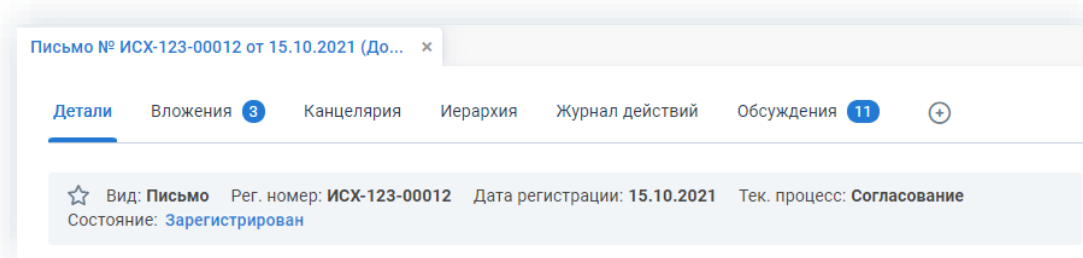 Письмо № ИСХ-123-00012 от 15.10.2021 (До... ×
Детали Вложения 3 Канцелярия Иерархия Журнал действий Обсуждения 11
Вид: Письмо Рег. номер: ИСХ-123-00012 Дата регистрации: 15.10.2021 Тек. процесс: Согласование
Состояние: Зарегистрирован